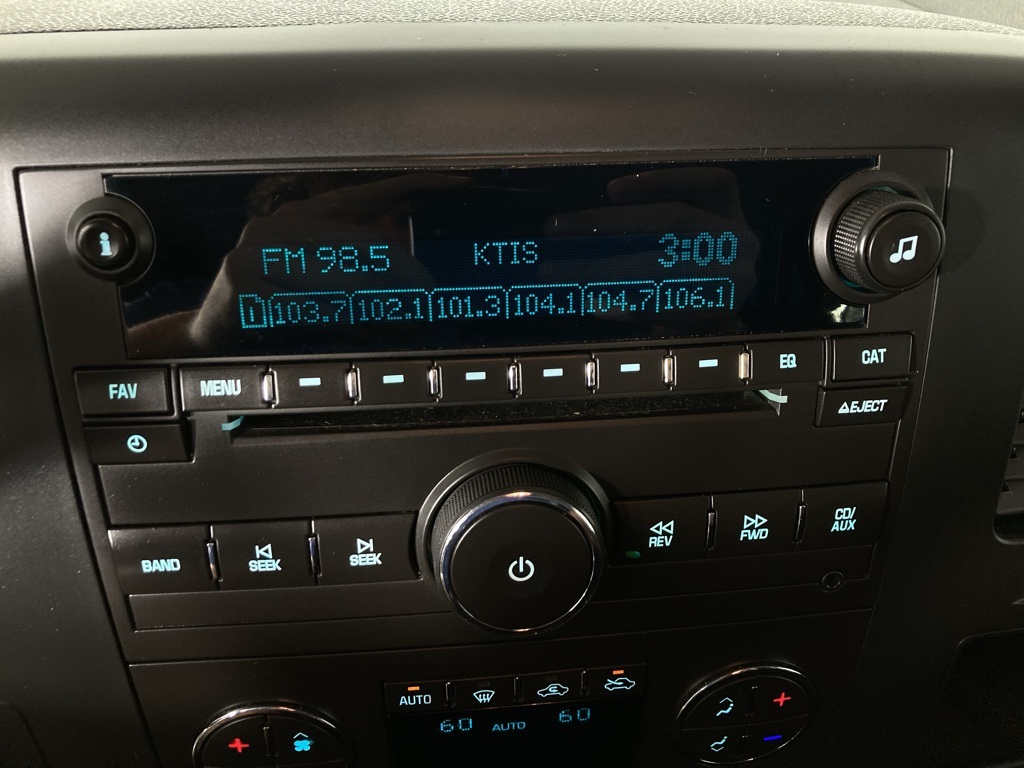 FM 98.5 KTIS 3:00
1 103.7 102.1 101.3 104.1 104.7 106.1
FAV MENU EQ CAT
EJECT
BAND SEEK SEEK REV FWD CD/
AUX
AUTO
60 AUTO 60